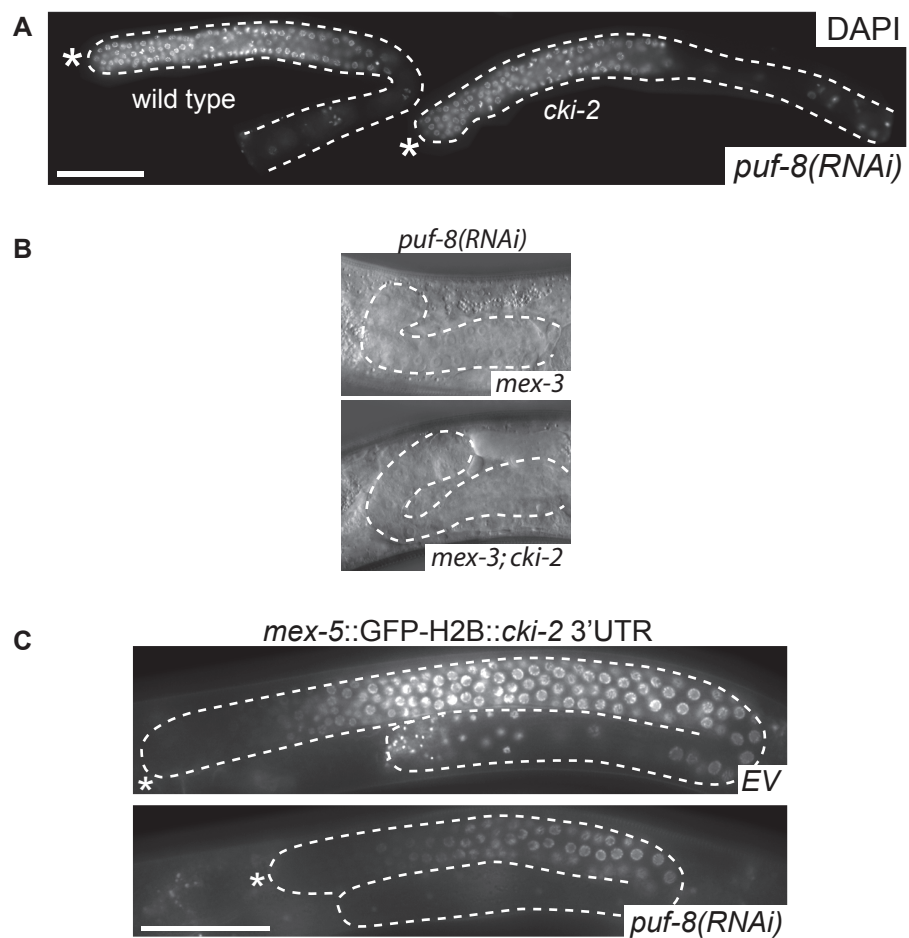 A
DAPI
*
wild type
cki-2
*
puf-8(RNAi)
B
puf-8(RNAi)
mex-3
mex-3; cki-2
C
mex-5::GFP-H2B::cki-2 3'UTR
*
EV
*
puf-8(RNAi)